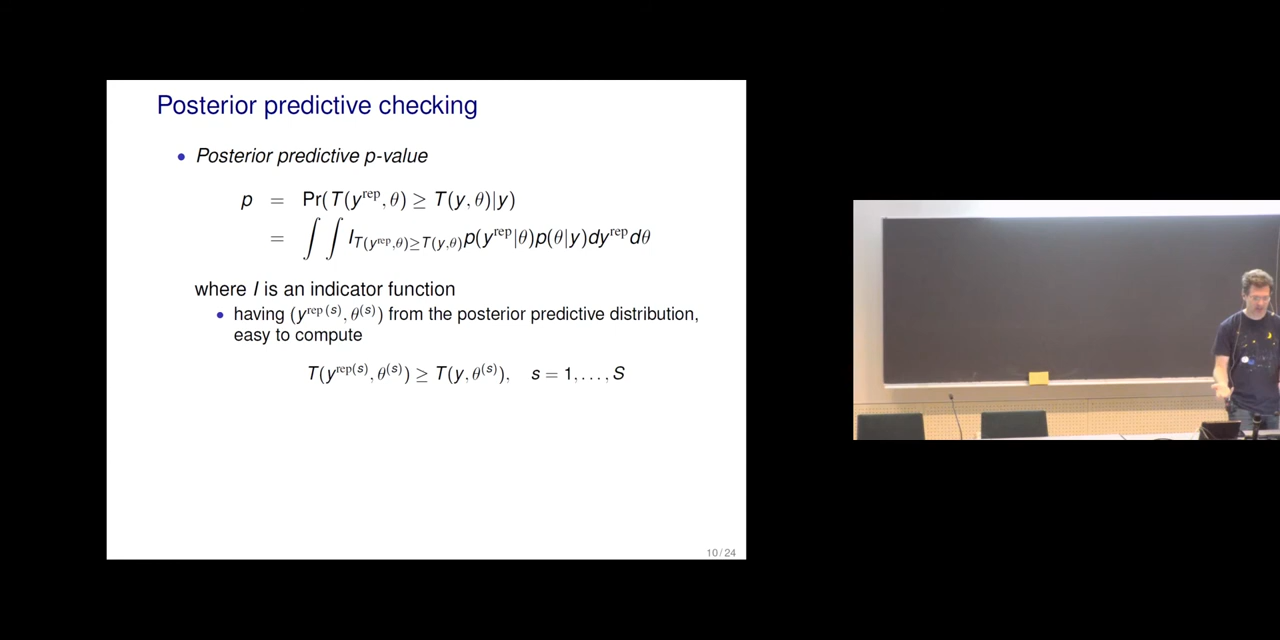 Posterior predictive checking
• Posterior predictive p-value
p = Pr(T(y^rep, θ) ≥ T(y, θ)|y)
= ∫ ∫ I_{T(y^rep,θ)≥T(y,θ)} p(y^rep|θ)p(θ|y)dy^rep dθ
where I is an indicator function
• having (y^rep (s), θ^(s)) from the posterior predictive distribution,
easy to compute
T(y^rep(s), θ^(s)) ≥ T(y, θ^(s)), s = 1, . . . , S
10 / 24